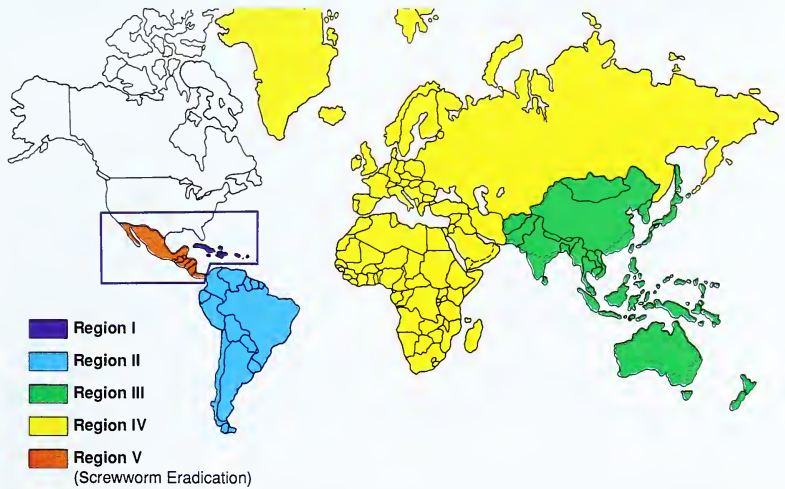 Region I
Region II
Region III
Region IV
Region V
(Screwworm Eradication)